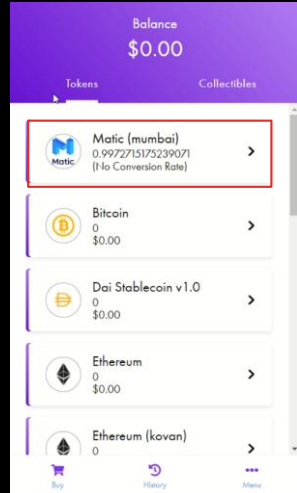 Balance
$0.00
Tokens Collectibles
Matic
Matic (mumbai)
0.9972715175239071
(No Conversion Rate)
Bitcoin
0
$0.00
Dai Stablecoin v1.0
0
$0.00
Ethereum
0
$0.00
Ethereum (kovan)
0
Buy History Menu